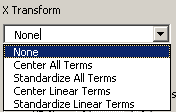 X Transform
None
None
Center All Terms
Standardize All Terms
Center Linear Terms
Standardize Linear Terms